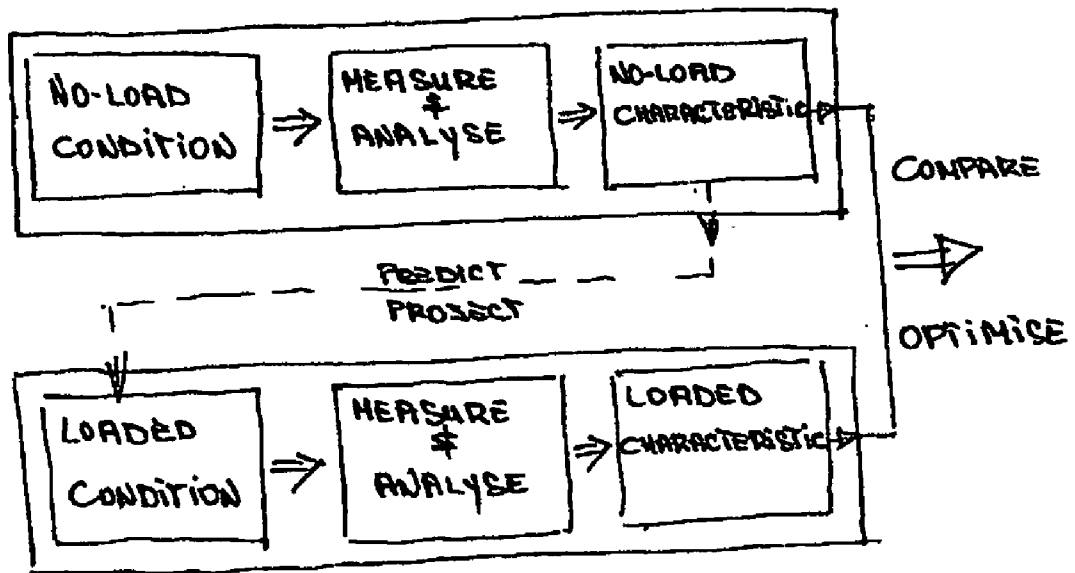 NO-LOAD
CONDITION
MEASURE
&
ANALYSE
NO-LOAD
CHARACTERISTIC
COMPARE
PREDICT
PROJECT
OPTIMISE
LOADED
CONDITION
MEASURE
&
ANALYSE
LOADED
CHARACTERISTIC